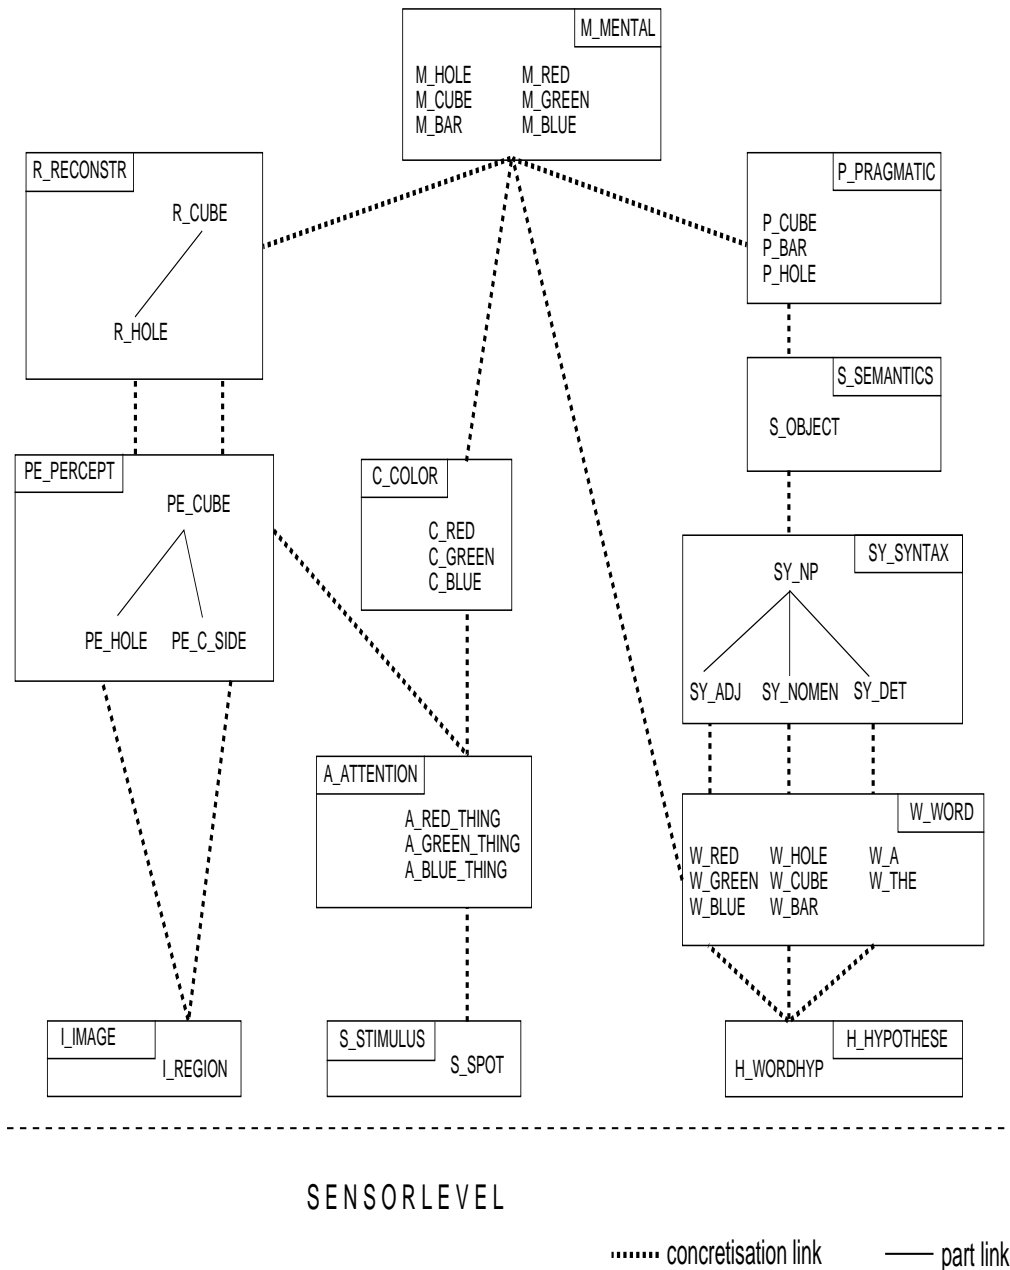 M_MENTAL
M_HOLE M_RED
M_CUBE M_GREEN
M_BAR M_BLUE
R_RECONSTR
R_CUBE
R_HOLE
P_PRAGMATIC
P_CUBE
P_BAR
P_HOLE
S_SEMANTICS
S_OBJECT
PE_PERCEPT
PE_CUBE
PE_HOLE PE_C_SIDE
C_COLOR
C_RED
C_GREEN
C_BLUE
SY_SYNTAX
SY_NP
SY_ADJ SY_NOMEN SY_DET
A_ATTENTION
A_RED_THING
A_GREEN_THING
A_BLUE_THING
W_WORD
W_RED W_HOLE W_A
W_GREEN W_CUBE W_THE
W_BLUE W_BAR
I_IMAGE
I_REGION
S_STIMULUS
S_SPOT
H_HYPOTHESE
H_WORDHYP
SENSORLEVEL
concretisation link
part link